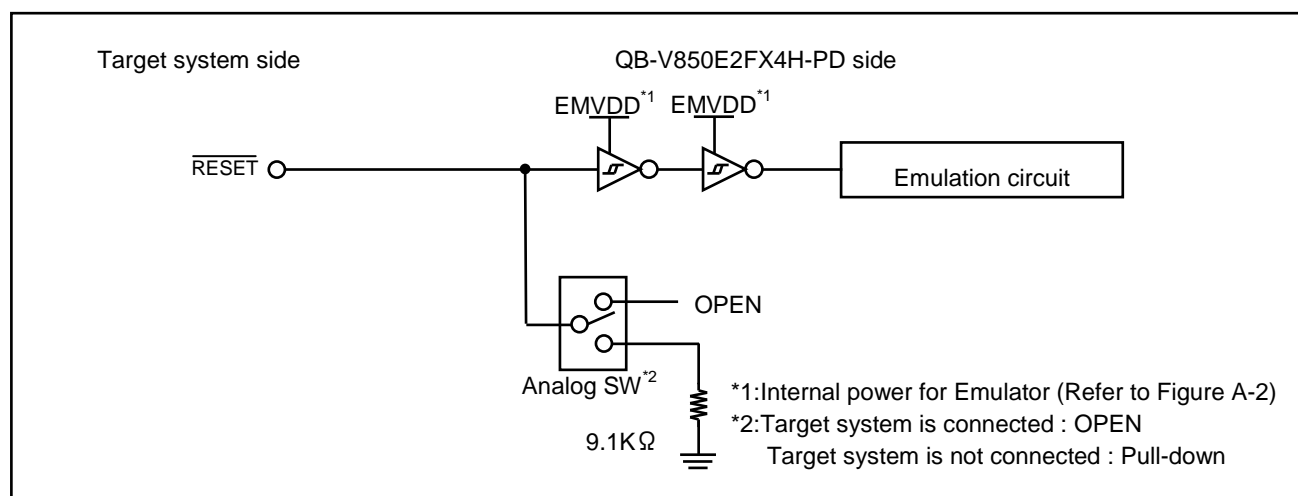 Target system side
QB-V850E2FX4H-PD side
EMVDD*1
EMVDD*1
RESET
Emulation circuit
OPEN
Analog SW*2
9.1KΩ
*1:Internal power for Emulator (Refer to Figure A-2)
*2:Target system is connected : OPEN
Target system is not connected : Pull-down